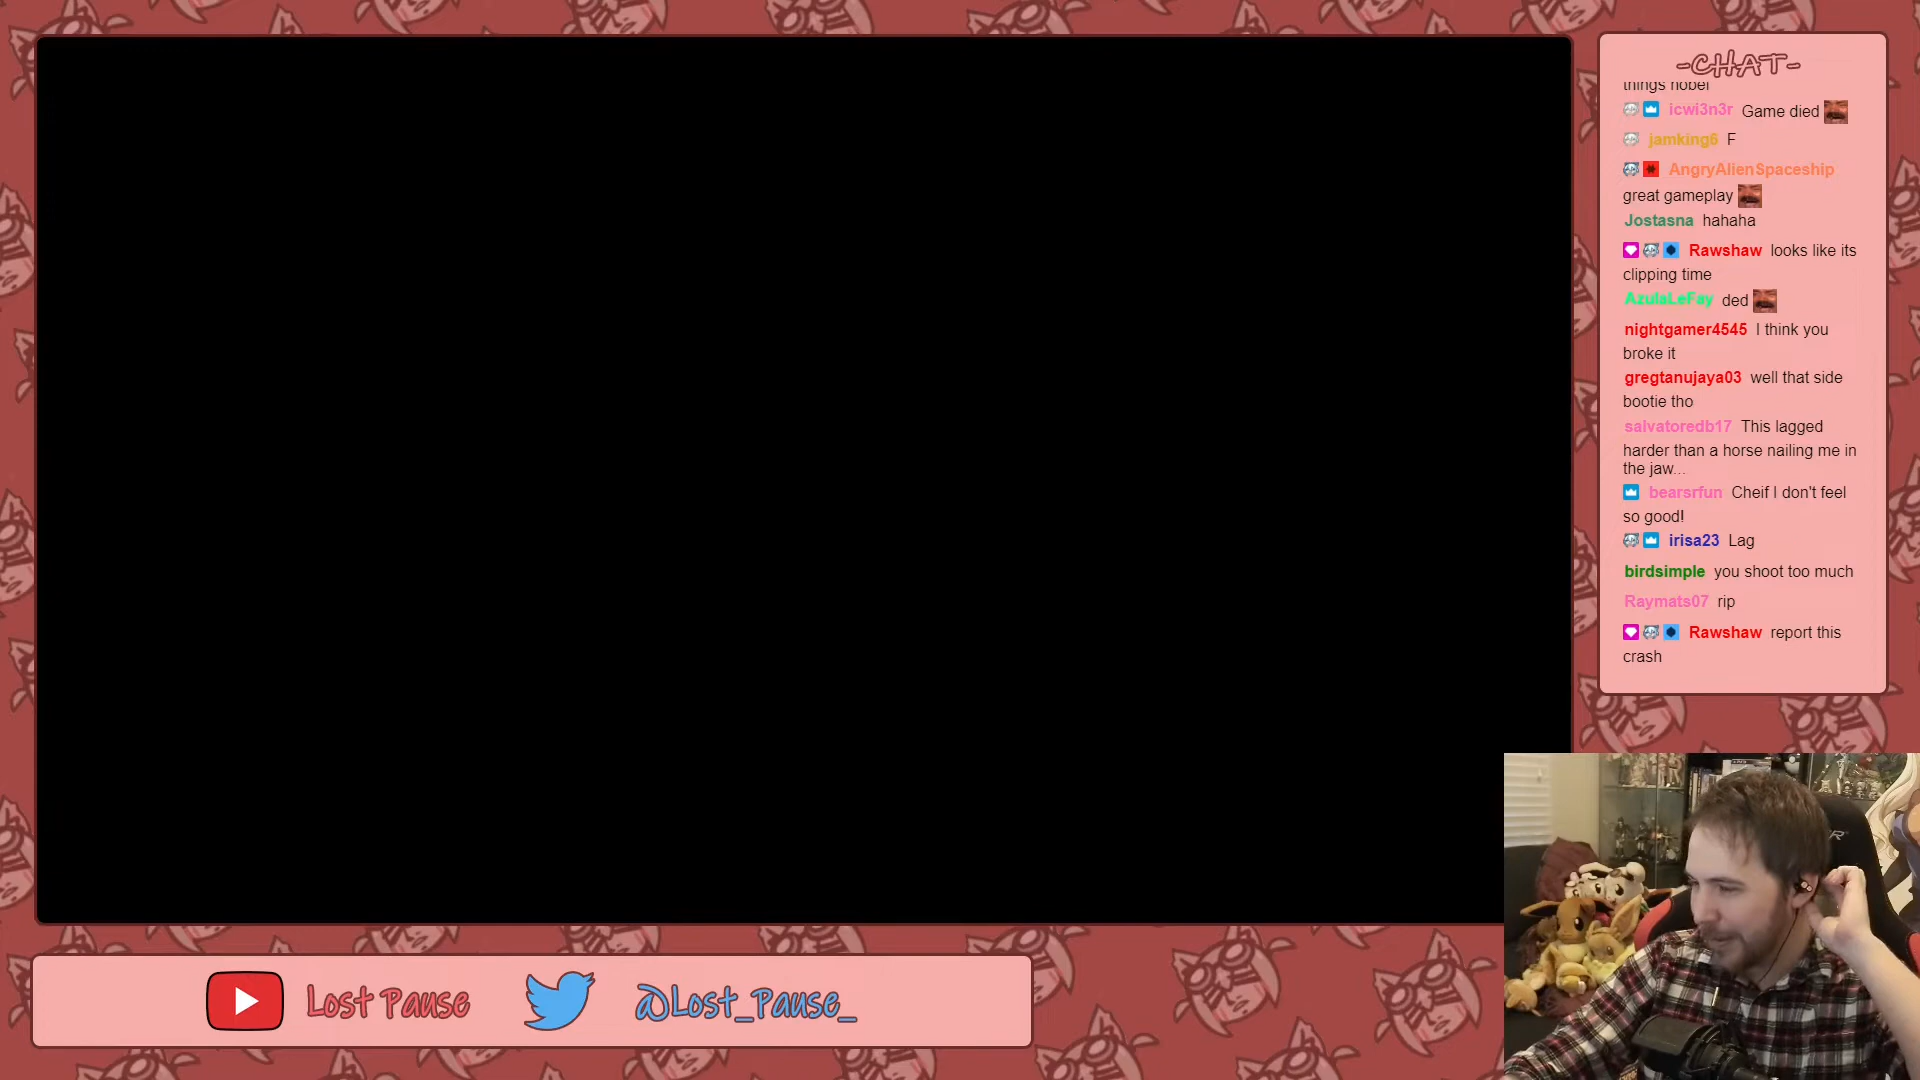 -CHAT-
things nobel
icwi3n3r Game died
jamking6 F
AngryAlienSpaceship
great gameplay
Jostasna hahaha
Rawshaw looks like its
clipping time
AzulaLeFay ded
nightgamer4545 I think you
broke it
gregtanujaya03 well that side
bootie tho
salvatoredb17 This lagged
harder than a horse nailing me in
the jaw...
bearsrfun Cheif I don't feel
so good!
irisa23 Lag
birdsimple you shoot too much
Raymats07 rip
Rawshaw report this
crash
Lost Pause
@Lost_Pause_